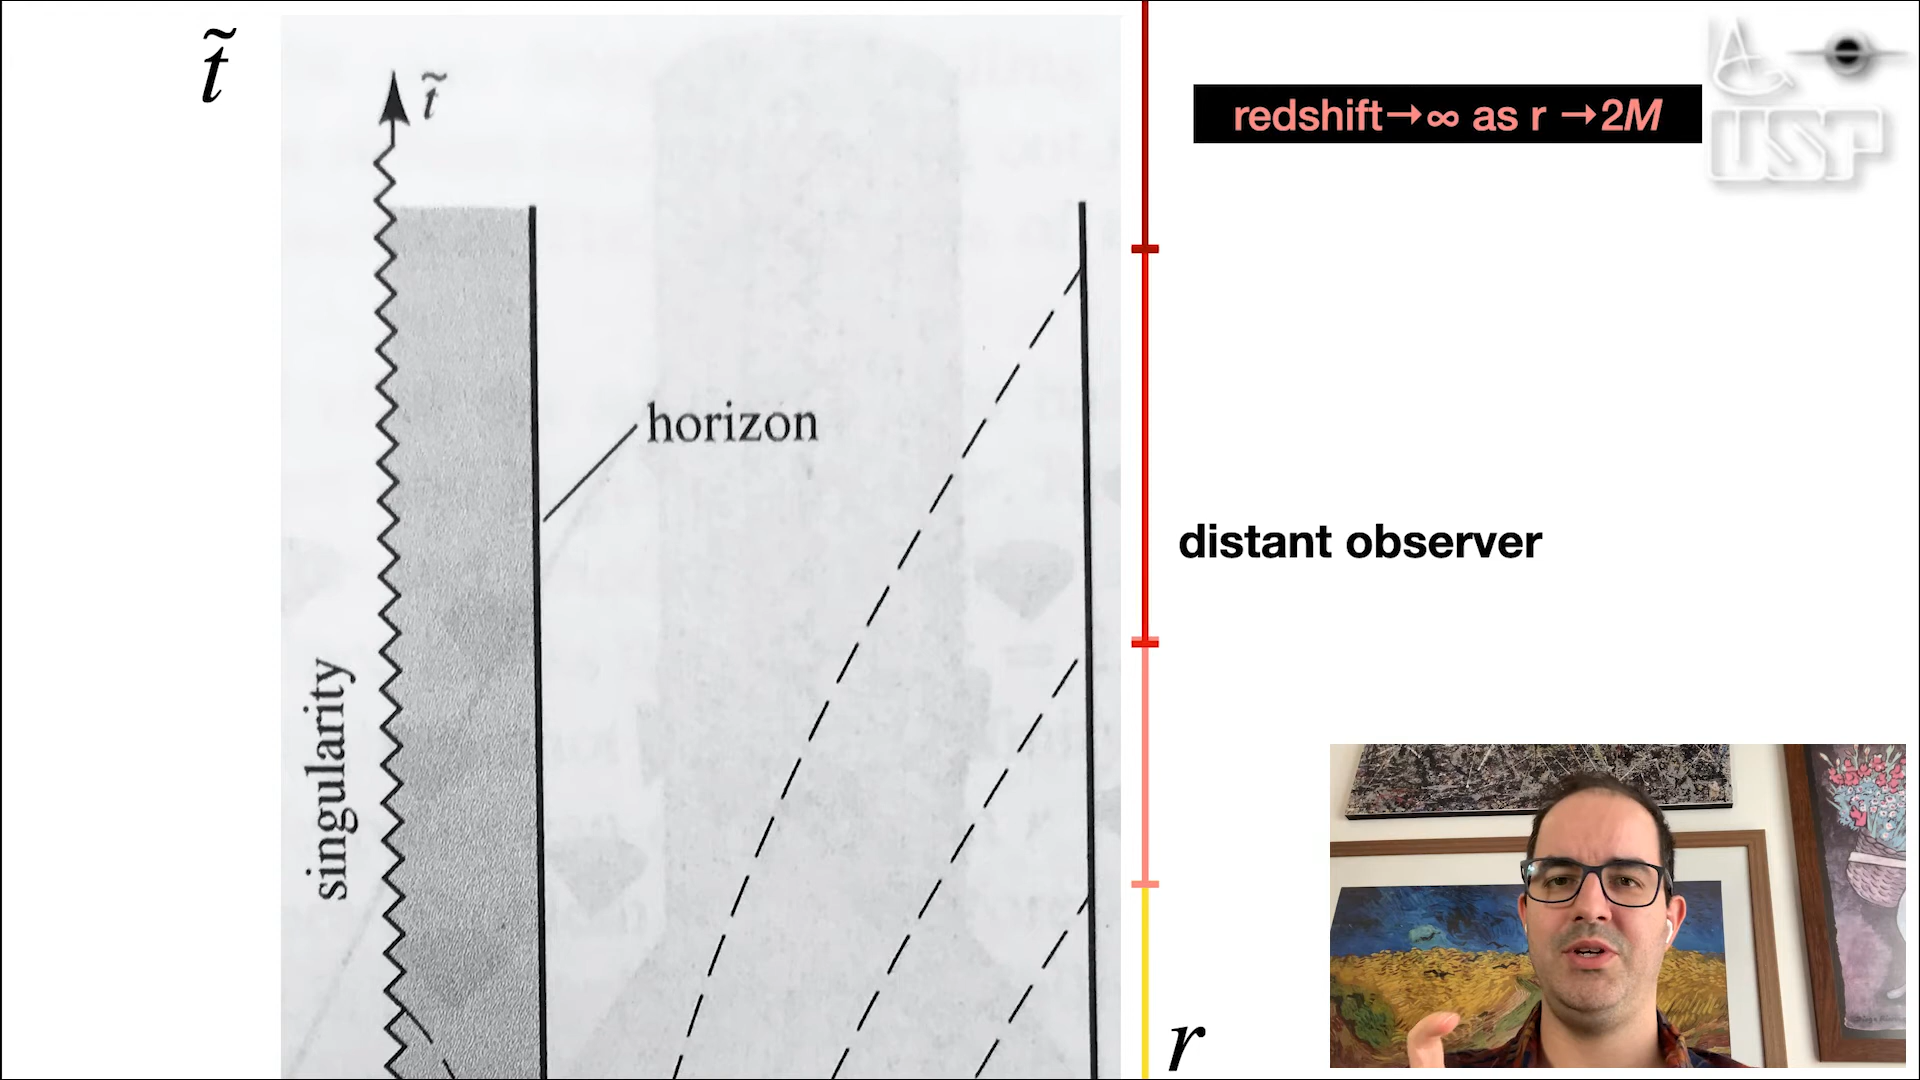 t̃
t̃
redshift→∞ as r →2M
USP
horizon
distant observer
singularity
r